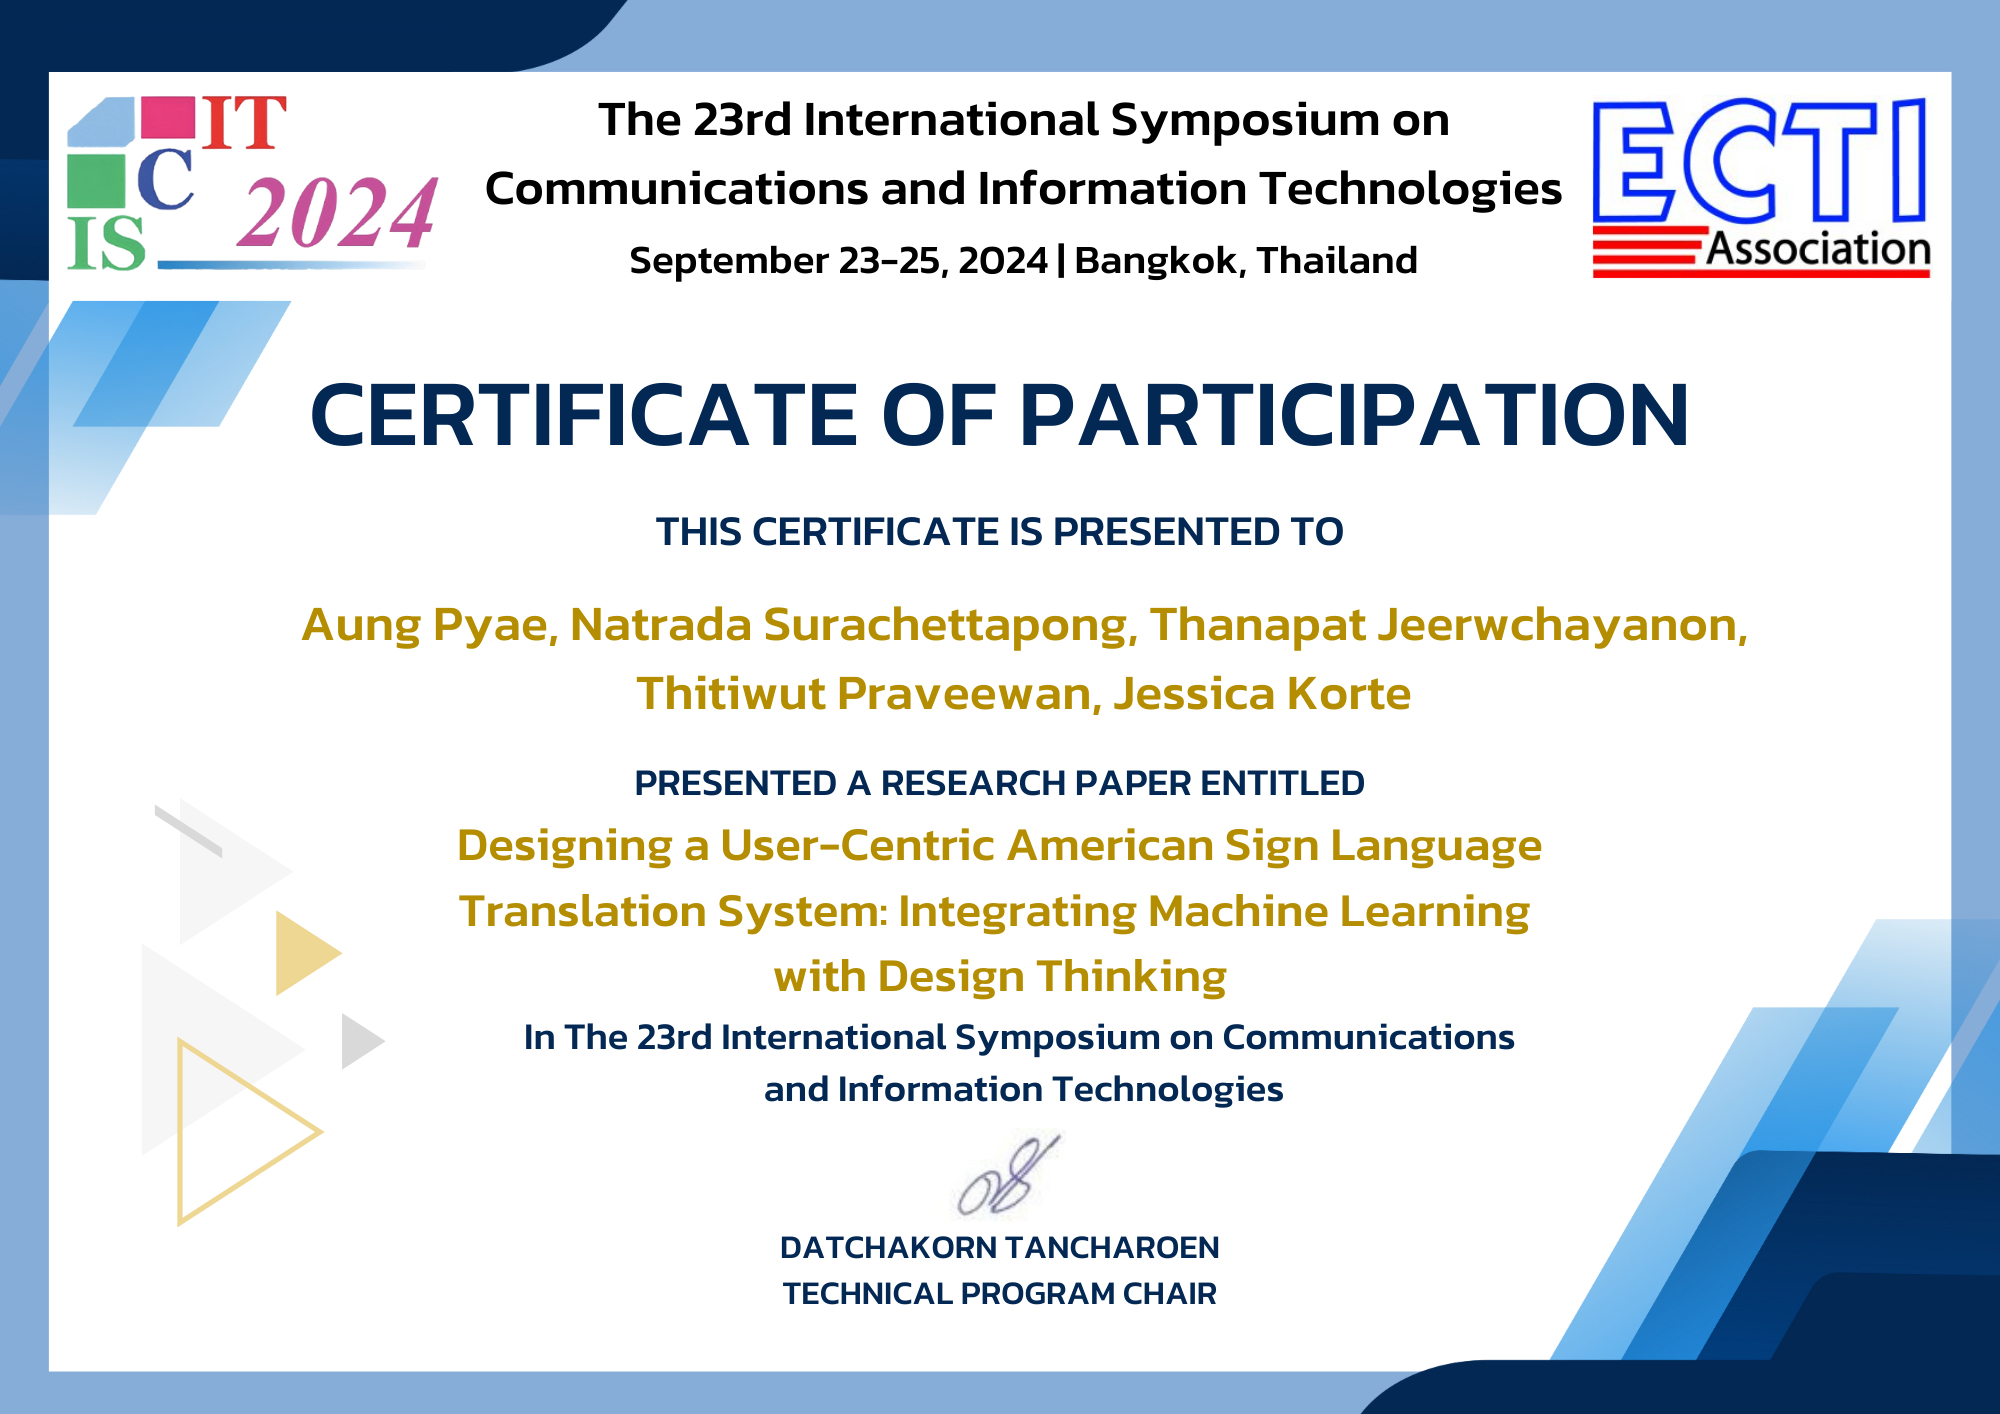 IT
C
IS
2024
The 23rd International Symposium on
Communications and Information Technologies
September 23-25, 2024 | Bangkok, Thailand
ECTI
Association
CERTIFICATE OF PARTICIPATION
THIS CERTIFICATE IS PRESENTED TO
Aung Pyae, Natrada Surachettapong, Thanapat Jeerwchayanon,
Thitiwut Praveewan, Jessica Korte
PRESENTED A RESEARCH PAPER ENTITLED
Designing a User-Centric American Sign Language
Translation System: Integrating Machine Learning
with Design Thinking
In The 23rd International Symposium on Communications
and Information Technologies
DATCHAKORN TANCHAROEN
TECHNICAL PROGRAM CHAIR